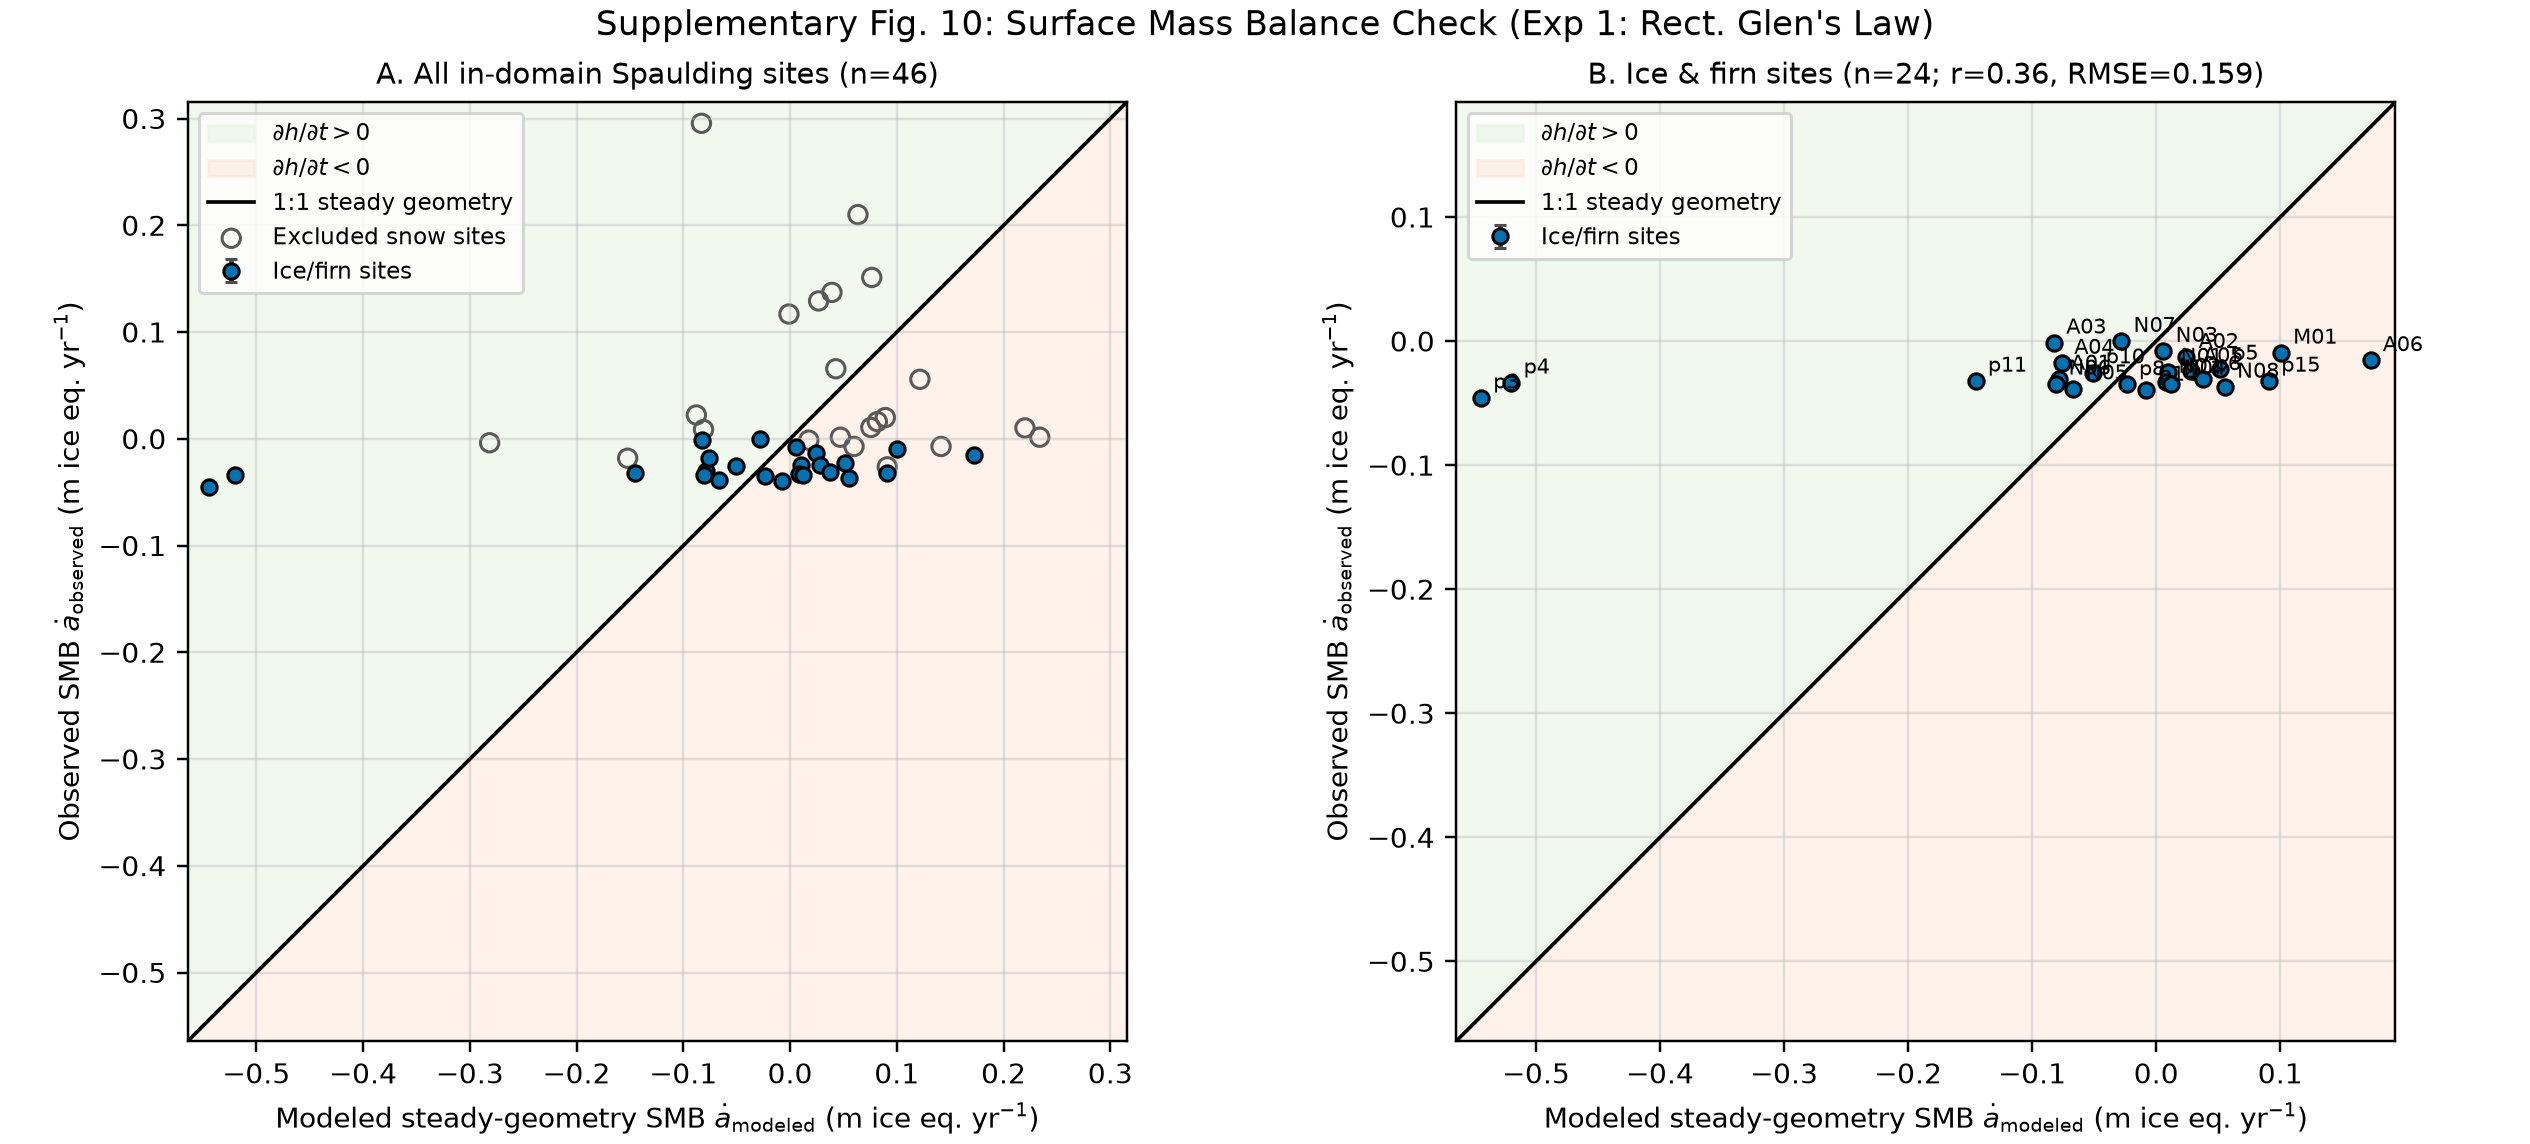 Supplementary Fig. 10: Surface Mass Balance Check (Exp 1: Rect. Glen's Law)
A. All in-domain Spaulding sites (n=46)
∂h/∂t > 0
∂h/∂t < 0
1:1 steady geometry
Excluded snow sites
Ice/firn sites
0.3
0.2
0.1
0.0
−0.1
−0.2
−0.3
−0.4
−0.5
Observed SMB ȧobserved (m ice eq. yr⁻¹)
−0.5 −0.4 −0.3 −0.2 −0.1 0.0 0.1 0.2 0.3
Modeled steady-geometry SMB ȧmodeled (m ice eq. yr⁻¹)
B. Ice & firn sites (n=24; r=0.36, RMSE=0.159)
∂h/∂t > 0
∂h/∂t < 0
1:1 steady geometry
Ice/firn sites
0.1
0.0
−0.1
−0.2
−0.3
−0.4
−0.5
Observed SMB ȧobserved (m ice eq. yr⁻¹)
A03
N07
N03
A02
M01
A06
A04
p4
p11
p8
N08
p15
−0.5 −0.4 −0.3 −0.2 −0.1 0.0 0.1
Modeled steady-geometry SMB ȧmodeled (m ice eq. yr⁻¹)